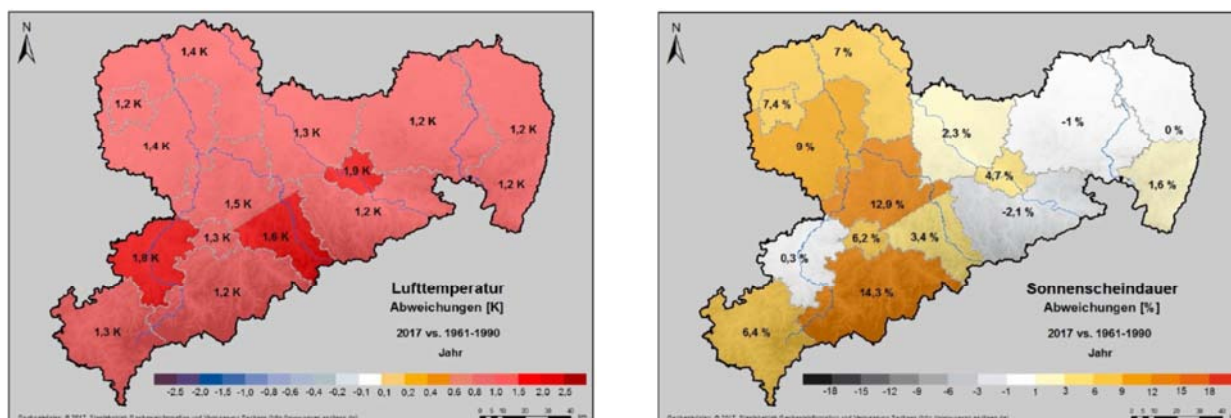 N
1,4 K
1,2 K
1,4 K
1,3 K
1,2 K
1,2 K
1,9 K
1,2 K
1,5 K
1,2 K
1,3 K
1,6 K
1,8 K
1,2 K
1,3 K
Lufttemperatur
Abweichungen [K]
2017 vs. 1961-1990
Jahr
-2,5 -2,0 -1,5 -1,0 -0,4 -0,2 -0,1 0,1 0,2 0,4 0,6 1,0 1,5 2,0 2,5
N
7 %
7,4 %
9 %
2,3 %
-1 %
0 %
4,7 %
1,6 %
12,9 %
-2,1 %
6,2 %
3,4 %
0,3 %
14,3 %
6,4 %
Sonnenscheindauer
Abweichungen [%]
2017 vs. 1961-1990
Jahr
-18 -15 -12 -9 -6 -3 -1 1 3 6 9 12 15 18